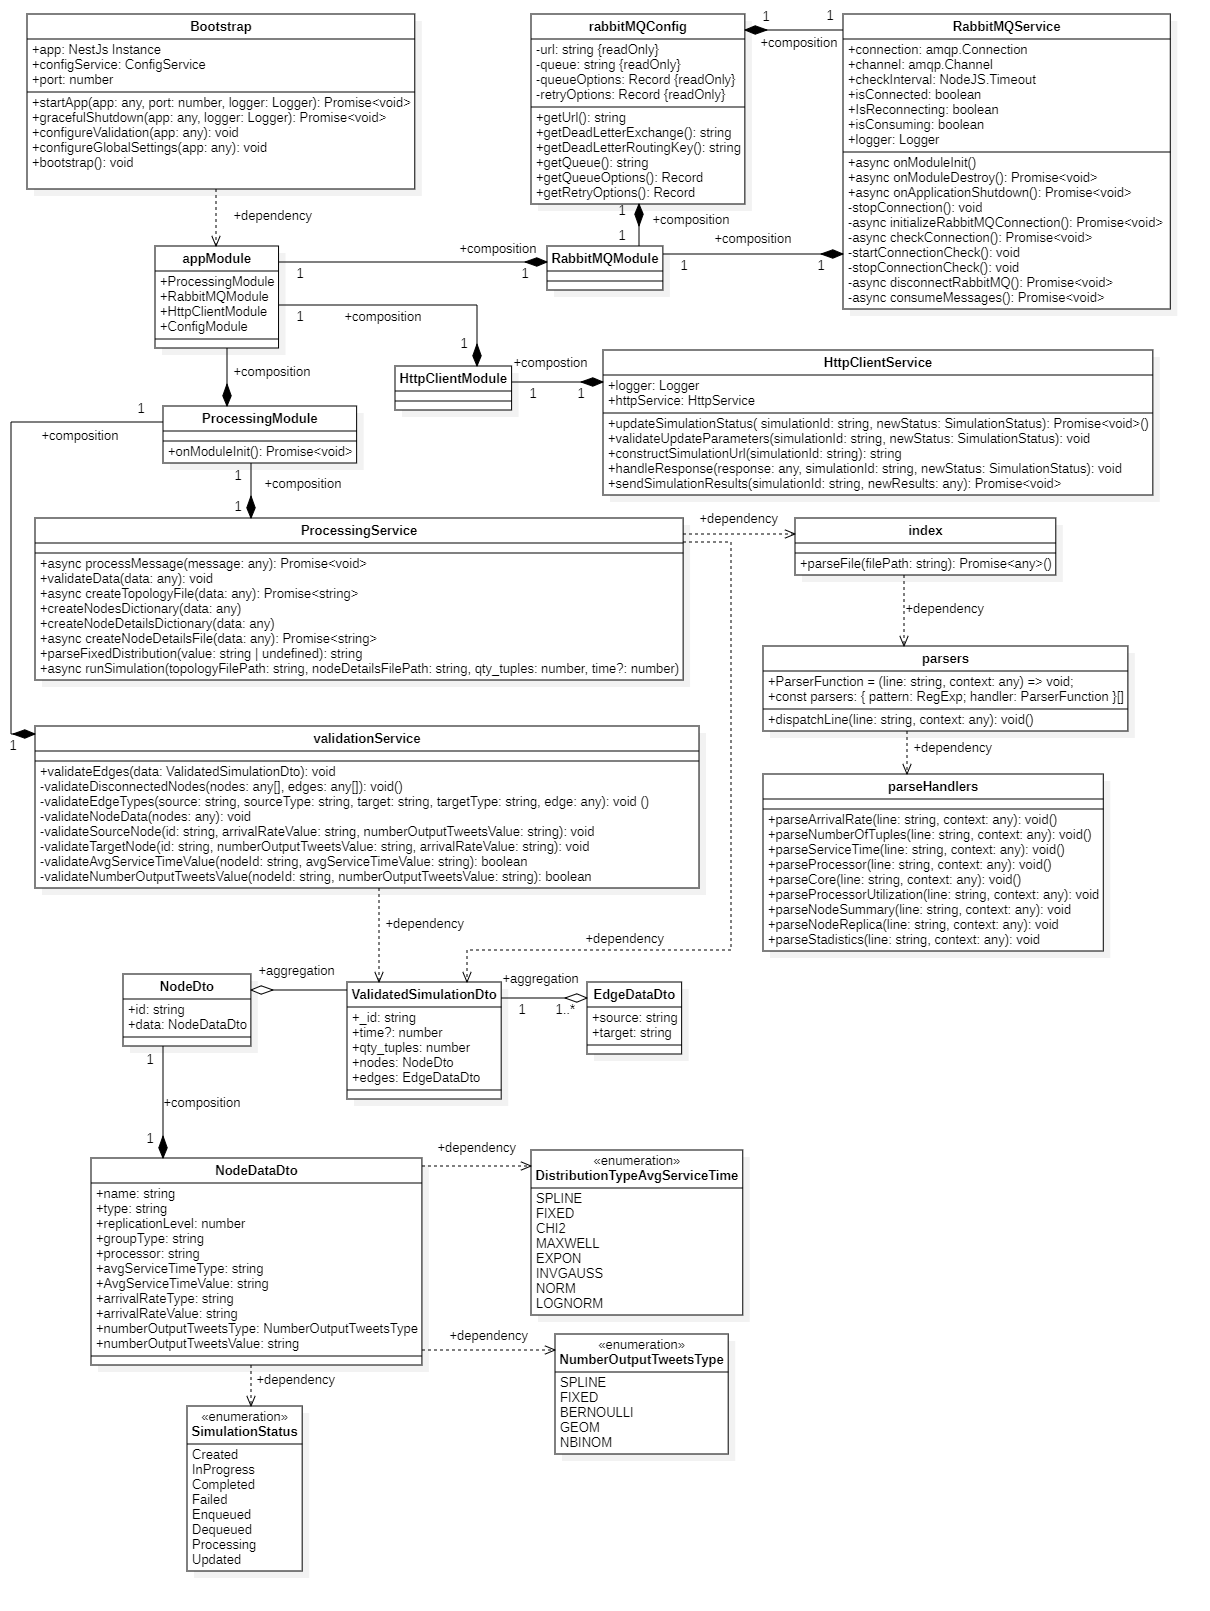 Bootstrap
+app: NestJs Instance
+configService: ConfigService
+port: number
+startApp(app: any, port: number, logger: Logger): Promise<void>
+gracefulShutdown(app: any, logger: Logger): Promise<void>
+configureValidation(app: any): void
+configureGlobalSettings(app: any): void
+bootstrap(): void
rabbitMQConfig
-url: string {readOnly}
-queue: string {readOnly}
-queueOptions: Record {readOnly}
-retryOptions: Record {readOnly}
+getUrl(): string
+getDeadLetterExchange(): string
+getDeadLetterRoutingKey(): string
+getQueue(): string
+getQueueOptions(): Record
+getRetryOptions(): Record
1
1
+composition
RabbitMQService
+connection: amqp.Connection
+channel: amqp.Channel
+checkInterval: NodeJS.Timeout
+isConnected: boolean
+IsReconnecting: boolean
+isConsuming: boolean
+logger: Logger
+async onModuleInit()
+async onModuleDestroy(): Promise<void>
+async onApplicationShutdown(): Promise<void>
-stopConnection(): void
-async initializeRabbitMQConnection(): Promise<void>
-async checkConnection(): Promise<void>
-startConnectionCheck(): void
-stopConnectionCheck(): void
-async disconnectRabbitMQ(): Promise<void>
-async consumeMessages(): Promise<void>
+dependency
1
+composition
1
appModule
+ProcessingModule
+RabbitMQModule
+HttpClientModule
+ConfigModule
+composition
1
1
RabbitMQModule
+composition
1
1
1
+composition
1
HttpClientModule
+compostion
1
1
HttpClientService
+logger: Logger
+httpService: HttpService
+updateSimulationStatus( simulationId: string, newStatus: SimulationStatus): Promise<void>()
+validateUpdateParameters(simulationId: string, newStatus: SimulationStatus): void
+constructSimulationUrl(simulationId: string): string
+handleResponse(response: any, simulationId: string, newStatus: SimulationStatus): void
+sendSimulationResults(simulationId: string, newResults: any): Promise<void>
+composition
1
+composition
ProcessingModule
+onModuleInit(): Promise<void>
1
+composition
1
ProcessingService
+async processMessage(message: any): Promise<void>
+validateData(data: any): void
+async createTopologyFile(data: any): Promise<string>
+createNodesDictionary(data: any)
+createNodeDetailsDictionary(data: any)
+async createNodeDetailsFile(data: any): Promise<string>
+parseFixedDistribution(value: string | undefined): string
+async runSimulation(topologyFilePath: string, nodeDetailsFilePath: string, qty_tuples: number, time?: number)
+dependency
index
+parseFile(filePath: string): Promise<any>()
+dependency
parsers
+ParserFunction = (line: string, context: any) => void;
+const parsers: { pattern: RegExp; handler: ParserFunction }[]
+dispatchLine(line: string, context: any): void()
+dependency
parseHandlers
+parseArrivalRate(line: string, context: any): void()
+parseNumberOfTuples(line: string, context: any): void()
+parseServiceTime(line: string, context: any): void()
+parseProcessor(line: string, context: any): void()
+parseCore(line: string, context: any): void()
+parseProcessorUtilization(line: string, context: any): void
+parseNodeSummary(line: string, context: any): void
+parseNodeReplica(line: string, context: any): void
+parseStadistics(line: string, context: any): void
1
validationService
+validateEdges(data: ValidatedSimulationDto): void
-validateDisconnectedNodes(nodes: any[], edges: any[]): void()
-validateEdgeTypes(source: string, sourceType: string, target: string, targetType: string, edge: any): void ()
-validateNodeData(nodes: any): void
-validateSourceNode(id: string, arrivalRateValue: string, numberOutputTweetsValue: string): void
-validateTargetNode(id: string, numberOutputTweetsValue: string, arrivalRateValue: string): void
-validateAvgServiceTimeValue(nodeId: string, avgServiceTimeValue: string): boolean
-validateNumberOutputTweetsValue(nodeId: string, numberOutputTweetsValue: string): boolean
+dependency
+dependency
NodeDto
+id: string
+data: NodeDataDto
+aggregation
ValidatedSimulationDto
+_id: string
+time?: number
+qty_tuples: number
+nodes: NodeDto
+edges: EdgeDataDto
+aggregation
1
1..*
EdgeDataDto
+source: string
+target: string
1
+composition
1
NodeDataDto
+name: string
+type: string
+replicationLevel: number
+groupType: string
+processor: string
+avgServiceTimeType: string
+AvgServiceTimeValue: string
+arrivalRateType: string
+arrivalRateValue: string
+numberOutputTweetsType: NumberOutputTweetsType
+numberOutputTweetsValue: string
+dependency
«enumeration»
DistributionTypeAvgServiceTime
SPLINE
FIXED
CHI2
MAXWELL
EXPON
INVGAUSS
NORM
LOGNORM
+dependency
«enumeration»
NumberOutputTweetsType
SPLINE
FIXED
BERNOULLI
GEOM
NBINOM
+dependency
«enumeration»
SimulationStatus
Created
InProgress
Completed
Failed
Enqueued
Dequeued
Processing
Updated